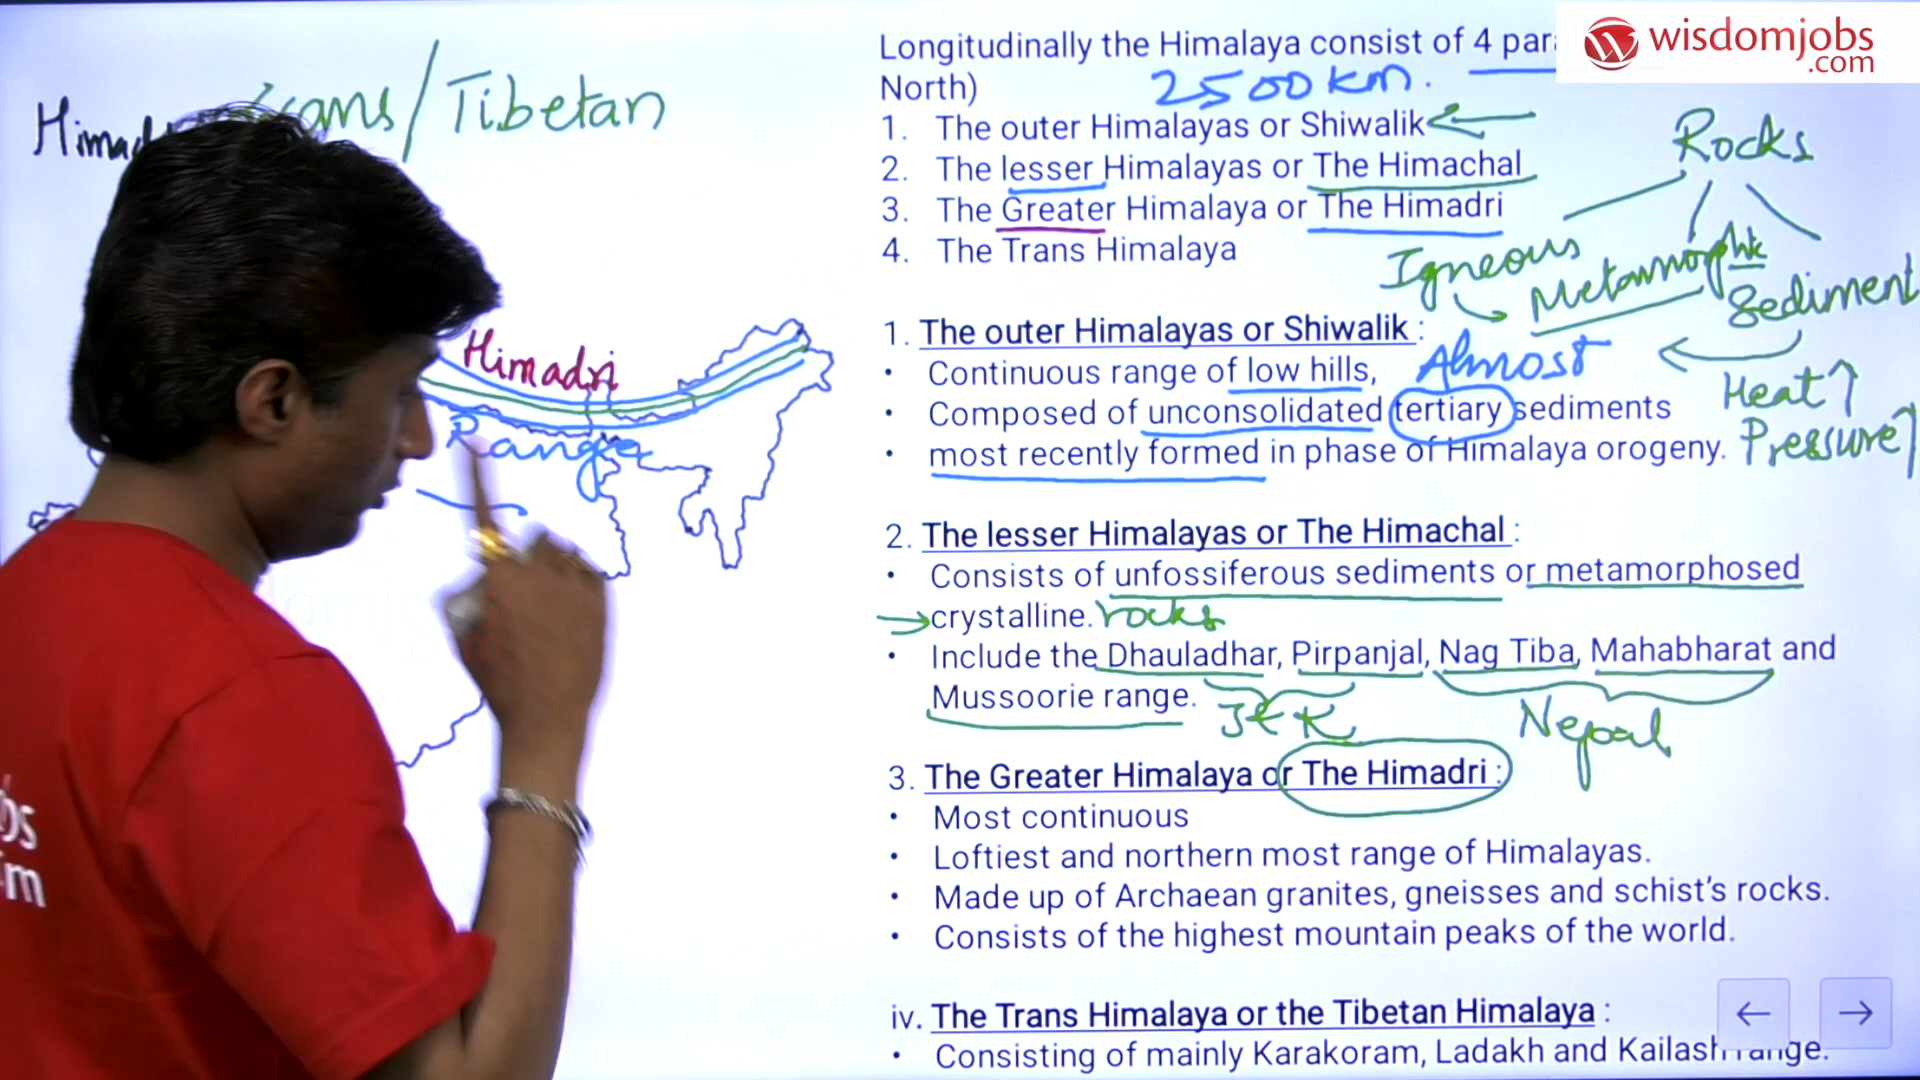 wisdomjobs
.com
Longitudinally the Himalaya consist of 4
North)
2500 km.
1. The outer Himalayas or Shiwalik
2. The lesser Himalayas or The Himachal
3. The Greater Himalaya or The Himadri
4. The Trans Himalaya
/Tibetan
Rocks
Igneous
Metamorphic
Sediment
Heat
Pressure
Himadri
Range
1. The outer Himalayas or Shiwalik :
• Continuous range of low hills,
Almost
• Composed of unconsolidated tertiary sediments
• most recently formed in phase of Himalaya orogeny.
2. The lesser Himalayas or The Himachal :
• Consists of unfossiferous sediments or metamorphosed
crystalline. rocks
• Include the Dhauladhar, Pirpanjal, Nag Tiba, Mahabharat and
Mussoorie range.
J&K
Nepal
3. The Greater Himalaya or The Himadri :
• Most continuous
• Loftiest and northern most range of Himalayas.
• Made up of Archaean granites, gneisses and schist's rocks.
• Consists of the highest mountain peaks of the world.
iv. The Trans Himalaya or the Tibetan Himalaya :
• Consisting of mainly Karakoram, Ladakh and Kailash range.